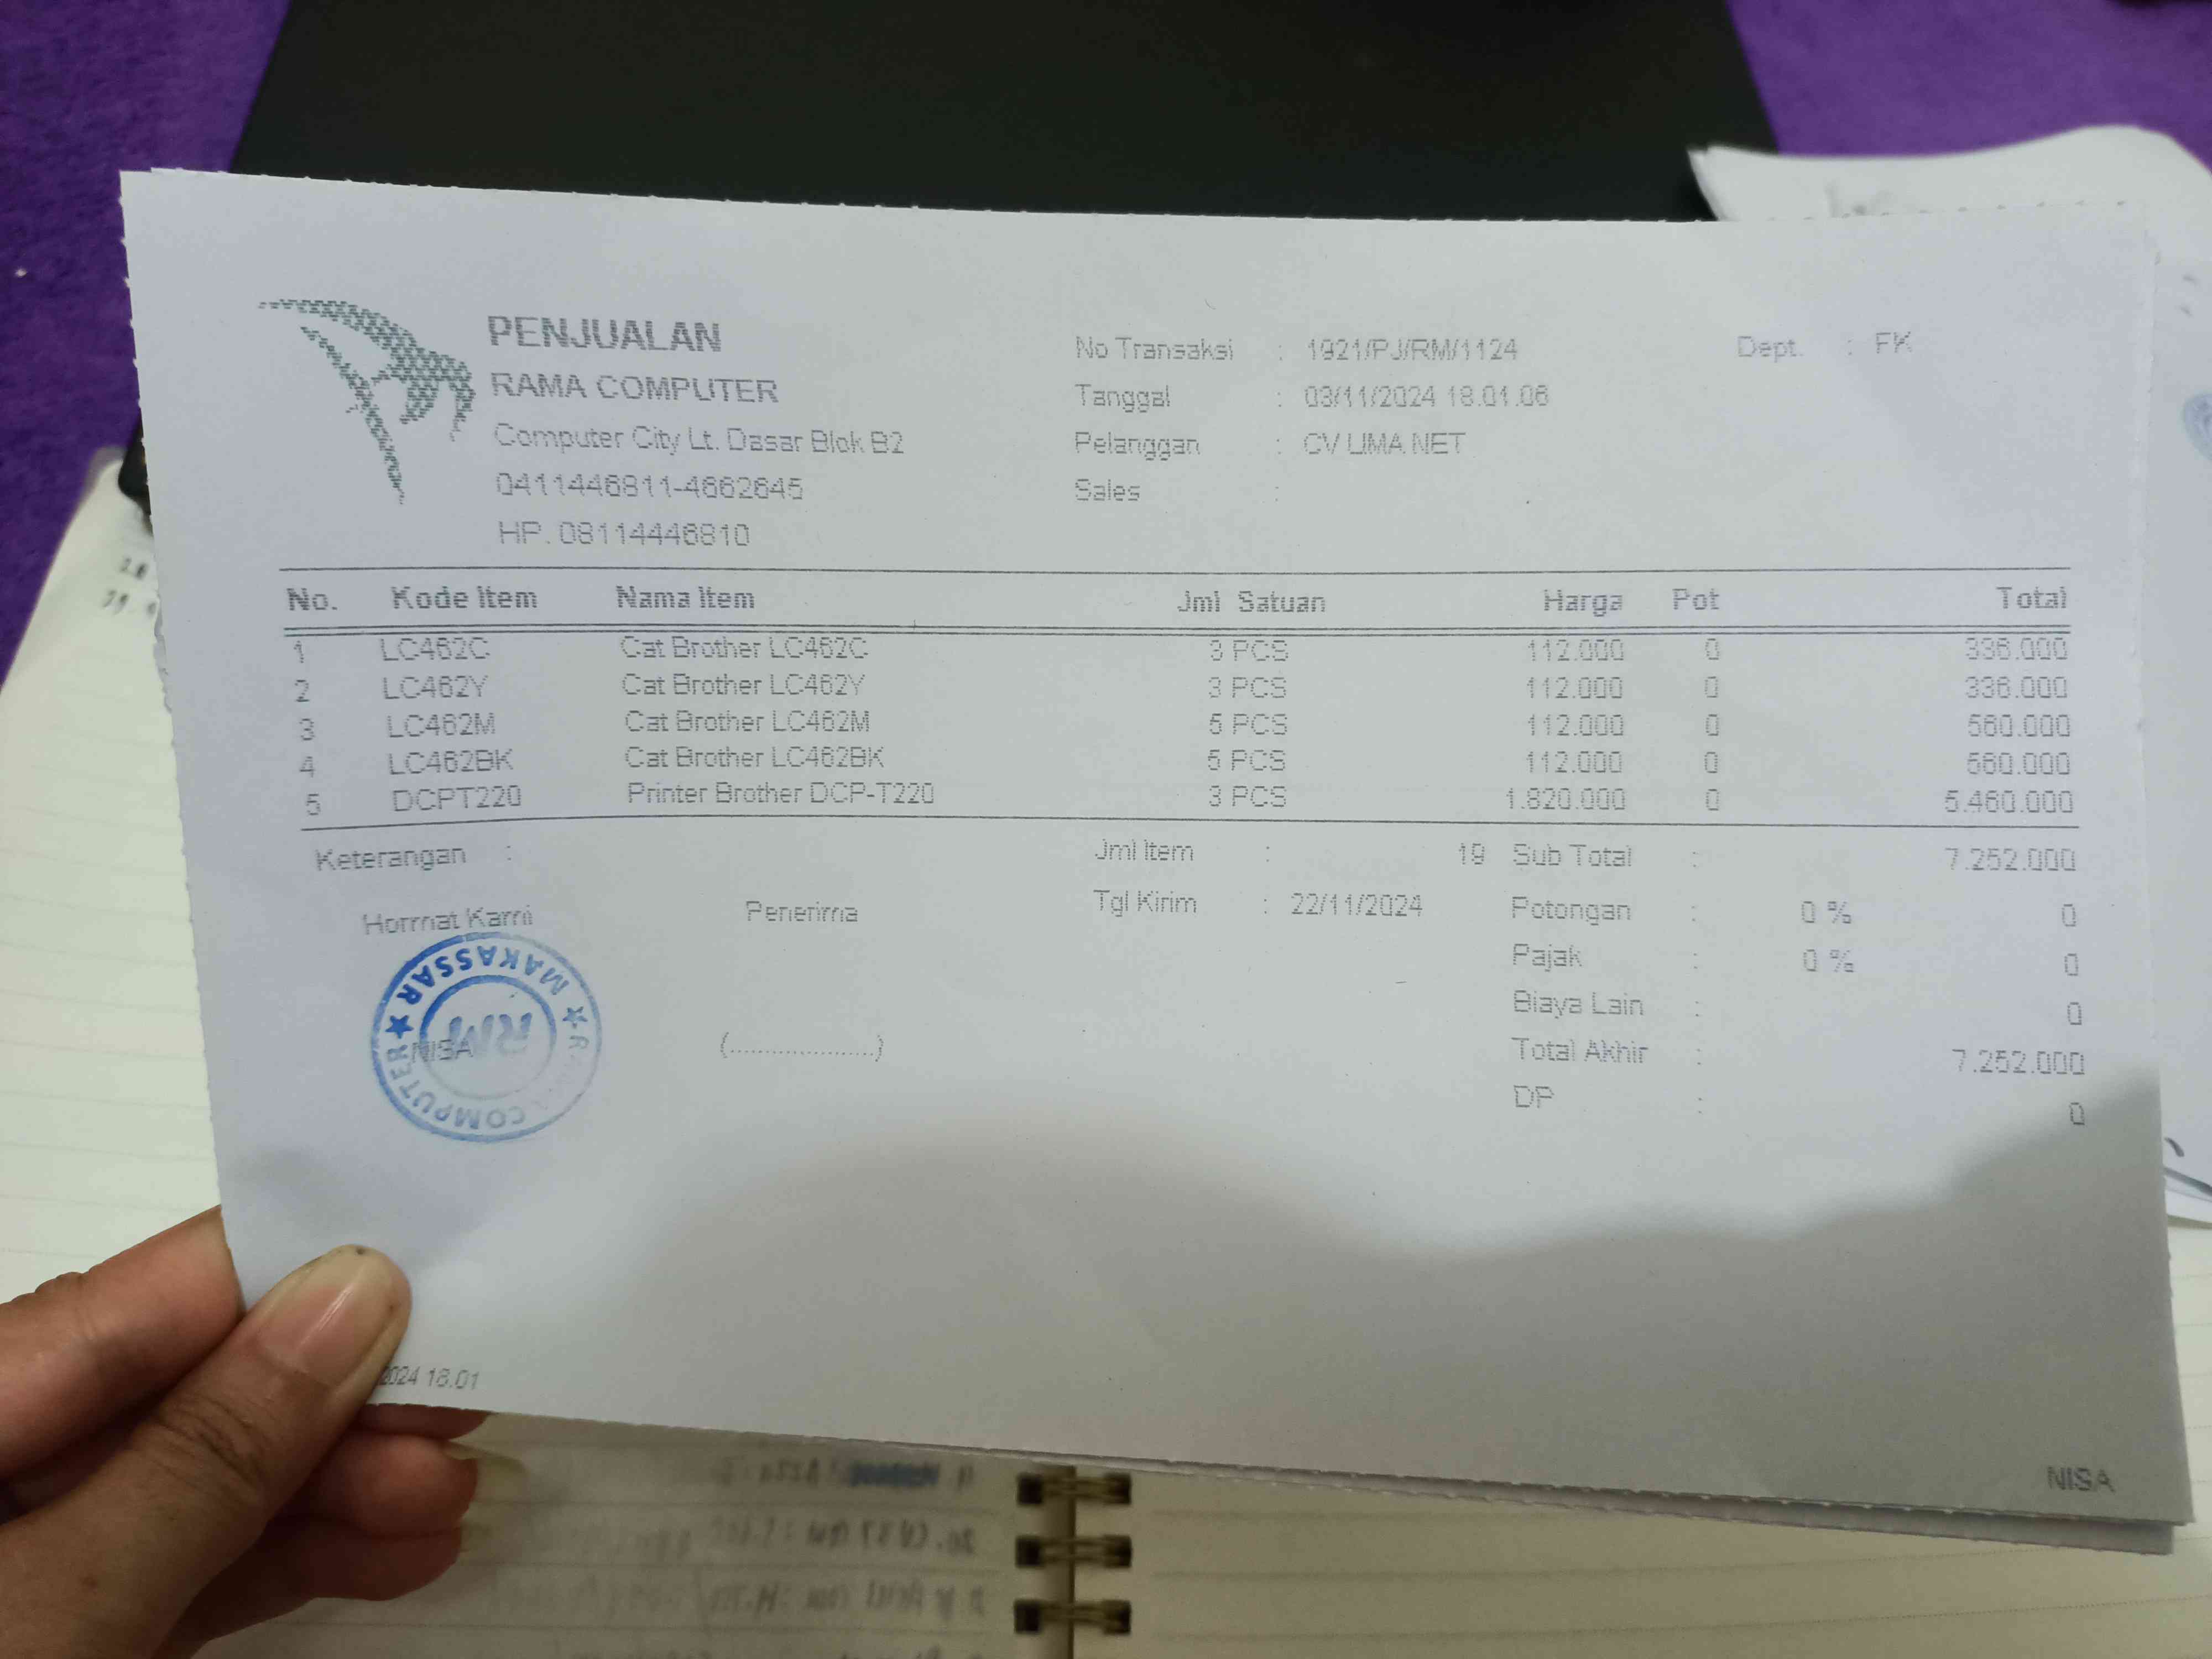 PENJUALAN
RAMA COMPUTER
Computer City Lt. Dasar Blok B2
0411446811-4662645
HP. 08114446810
No Transaksi : 1921/PJ/RM/1124
Tanggal : 03/11/2024 18.01.06
Pelanggan : CV LIMA NET
Sales :
Dept. : FK
No. Kode Item Nama Item Jml Satuan Harga Pot Total
1 LC462C Cat Brother LC462C 3 PCS 112.000 0 336.000
2 LC462Y Cat Brother LC462Y 3 PCS 112.000 0 336.000
3 LC462M Cat Brother LC462M 5 PCS 112.000 0 560.000
4 LC462BK Cat Brother LC462BK 5 PCS 112.000 0 560.000
5 DCPT220 Printer Brother DCP-T220 3 PCS 1.820.000 0 5.460.000
Keterangan : Jml Item : 19 Sub Total : 7.252.000
Hormat Kami Penerima Tgl Kirim : 22/11/2024 Potongan : 0 % 0
Pajak : 0 % 0
Biaya Lain : 0
Total Akhir : 7.252.000
DP : 0
MAKASSAR
COMPUTER
RM
NISA
(.....................)
2024 18.01
NISA